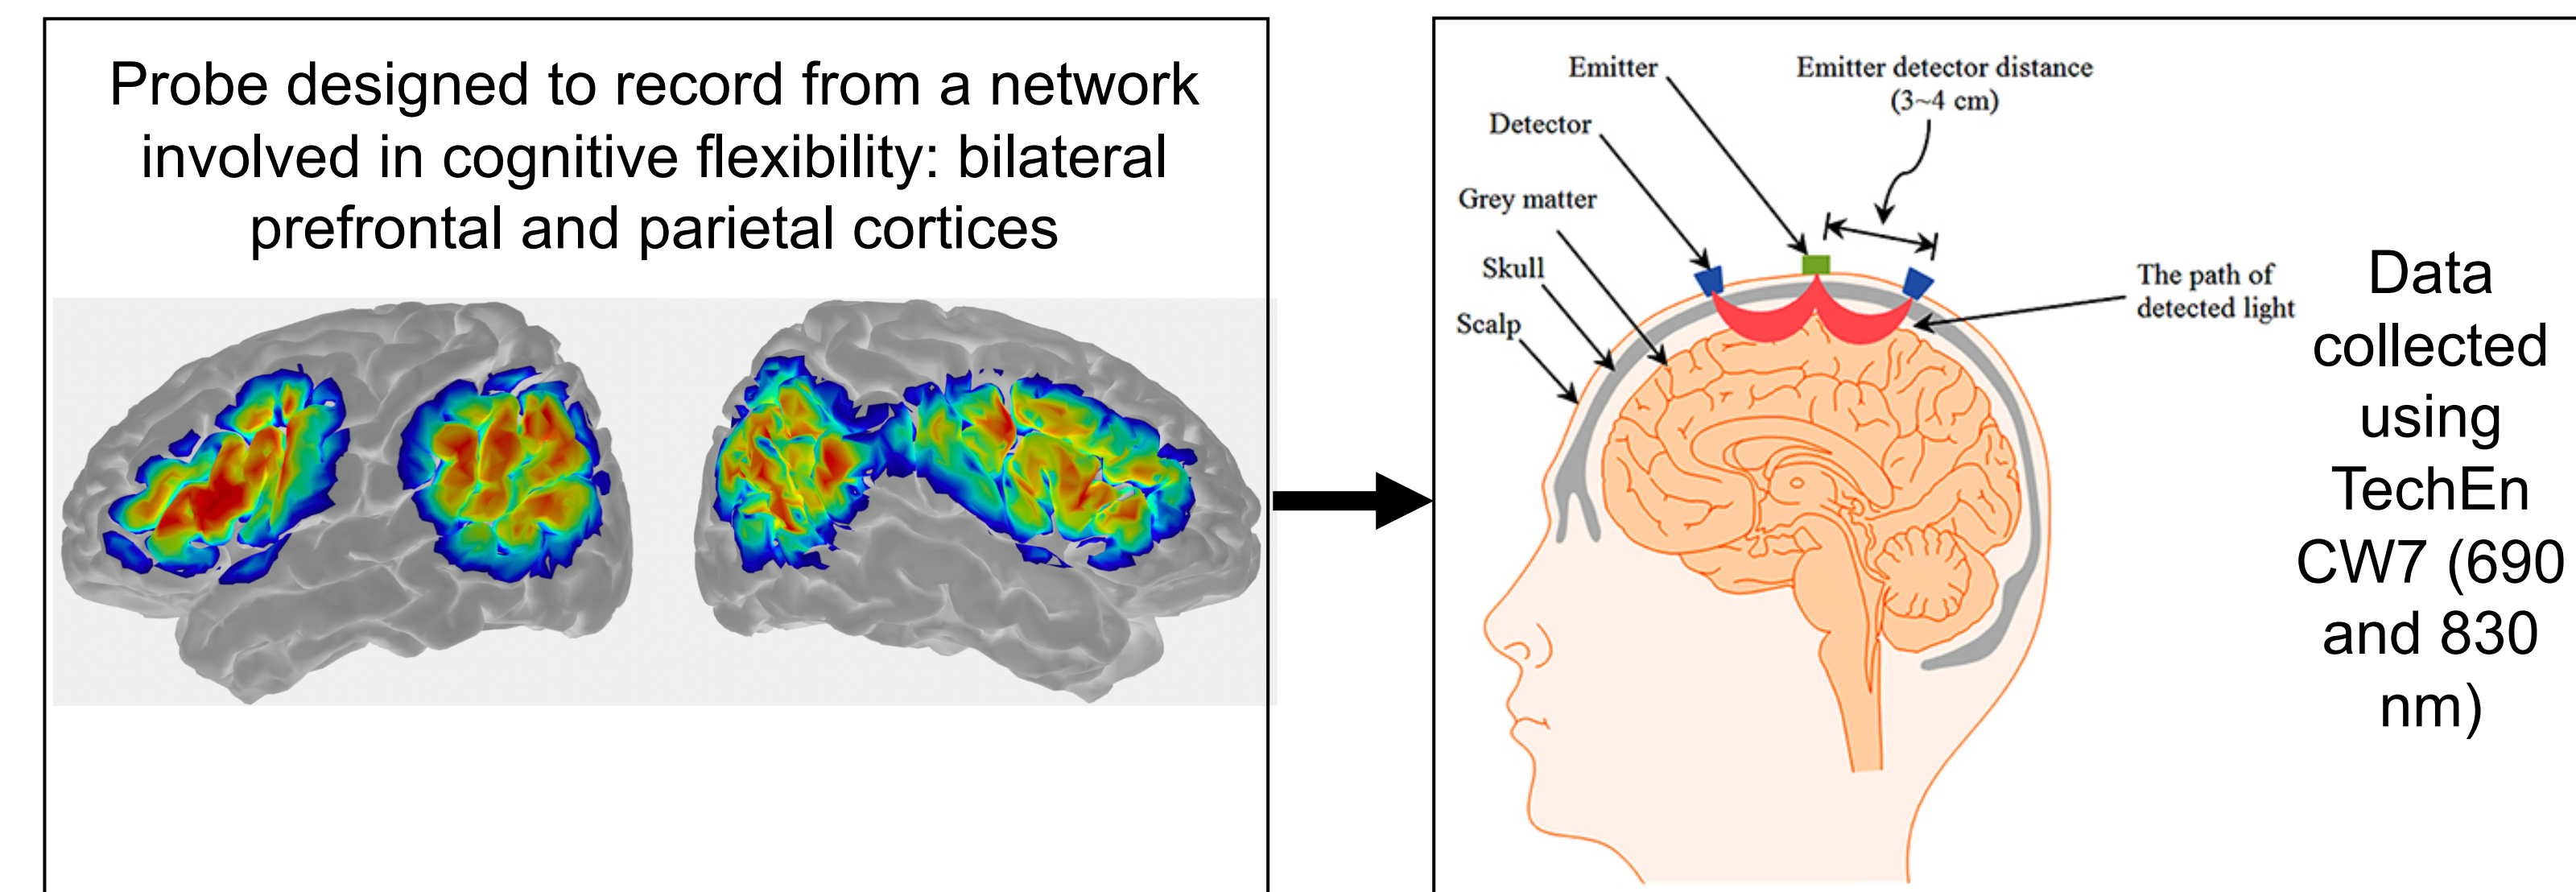 Probe designed to record from a network
involved in cognitive flexibility: bilateral
prefrontal and parietal cortices
Emitter
Emitter detector distance
(3~4 cm)
Detector
Grey matter
Skull
Scalp
The path of
detected light
Data
collected
using
TechEn
CW7 (690
and 830
nm)